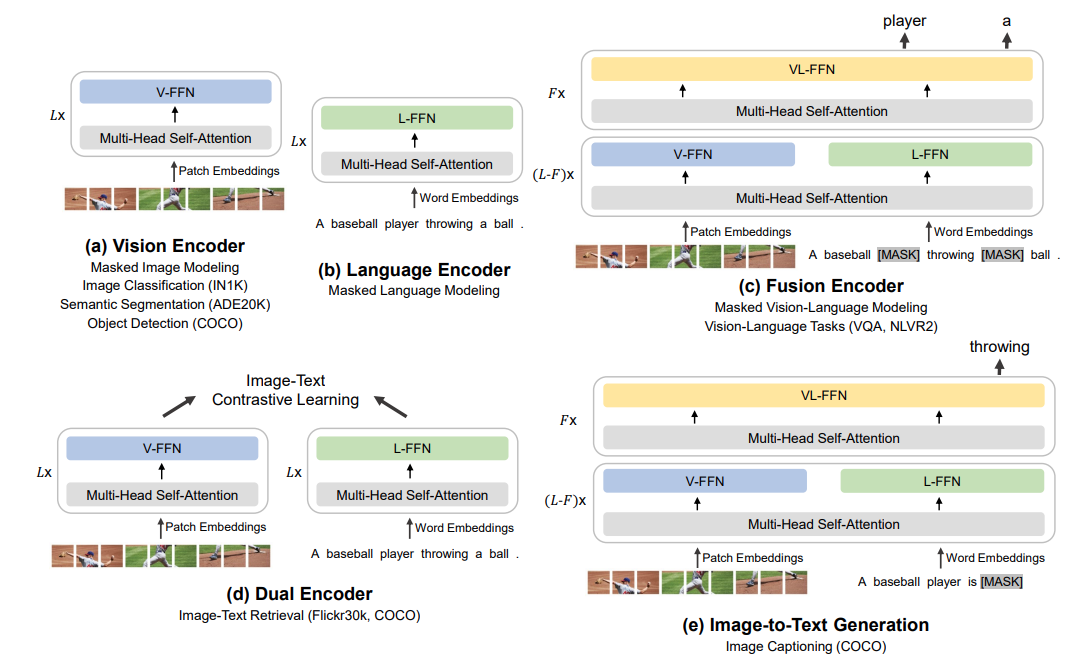 V-FFN
Lx
Multi-Head Self-Attention
Patch Embeddings
(a) Vision Encoder
Masked Image Modeling
Image Classification (IN1K)
Semantic Segmentation (ADE20K)
Object Detection (COCO)
L-FFN
Lx
Multi-Head Self-Attention
Word Embeddings
A baseball player throwing a ball .
(b) Language Encoder
Masked Language Modeling
player a
VL-FFN
Fx
Multi-Head Self-Attention
V-FFN L-FFN
(L-F)x
Multi-Head Self-Attention
Patch Embeddings Word Embeddings
A baseball [MASK] throwing [MASK] ball .
(c) Fusion Encoder
Masked Vision-Language Modeling
Vision-Language Tasks (VQA, NLVR2)
Image-Text
Contrastive Learning
V-FFN L-FFN
Lx Lx
Multi-Head Self-Attention Multi-Head Self-Attention
Patch Embeddings Word Embeddings
A baseball player throwing a ball .
(d) Dual Encoder
Image-Text Retrieval (Flickr30k, COCO)
throwing
VL-FFN
Fx
Multi-Head Self-Attention
V-FFN L-FFN
(L-F)x
Multi-Head Self-Attention
Patch Embeddings Word Embeddings
A baseball player is [MASK]
(e) Image-to-Text Generation
Image Captioning (COCO)